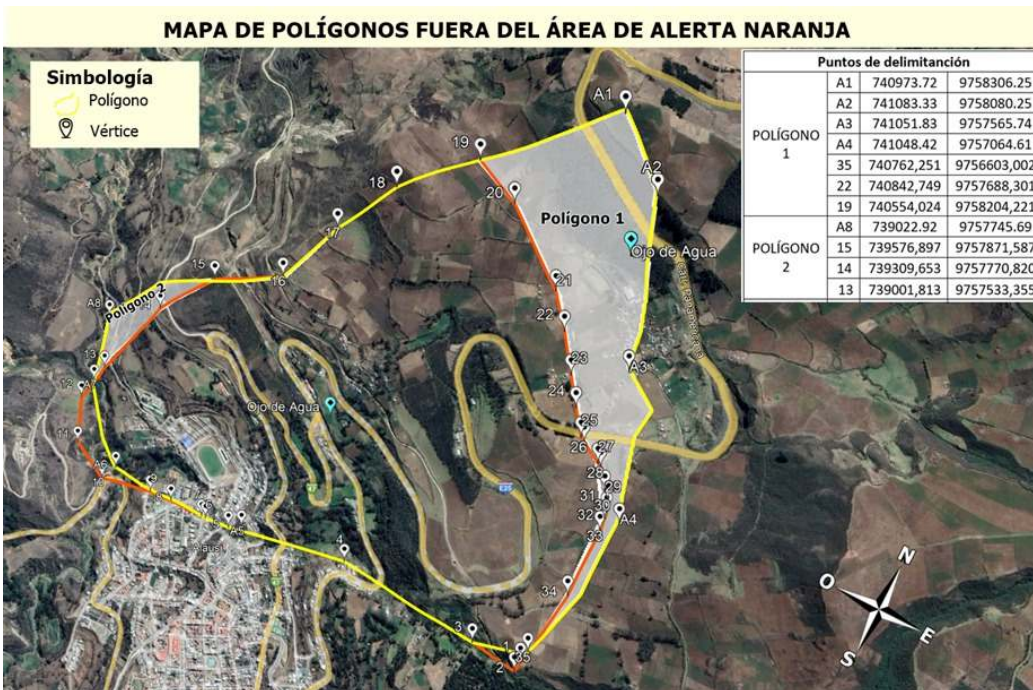 MAPA DE POLÍGONOS FUERA DEL ÁREA DE ALERTA NARANJA
Simbología
Polígono
Vértice
Puntos de delimitanción
POLÍGONO 1
A1 740973.72 9758306.25
A2 741083.33 9758080.25
A3 741051.83 9757565.74
A4 741048.42 9757064.61
35 740762,251 9756603,002
22 740842,749 9757688,301
19 740554,024 9758204,221
POLÍGONO 2
A8 739022.92 9757745.69
15 739576,897 9757871,582
14 739309,653 9757770,820
13 739001,813 9757533,355
A1
19
A2
18
20
Polígono 1
17
Ojo de Agua
15
16
21
A8
Polígono 2
14
22
13
23
A3
12
24
Ojo de Agua
25
11
26
27
A6
28
E35
29
31
30
A4
32
A5
33
4
34
3
1
35
2
N
O
E
S